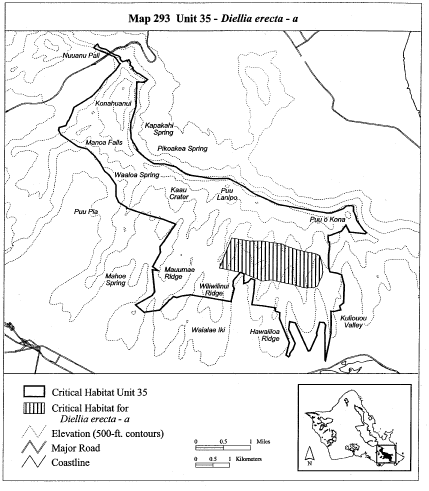 Map 293 Unit 35 - Diellia erecta - a
Nuuanu Pali
Konahuanui
Kapakahi
Spring
Pikoakea Spring
Manoa Falls
Waaloa Spring
Kaau
Crater
Puu
Lanipo
Puu Pia
Puu o Kona
Mauumae
Ridge
Mahoe
Spring
Wiliwilinui
Ridge
Kuliouou
Valley
Waialae Iki
Hawaiiloa
Ridge
Critical Habitat Unit 35
Critical Habitat for
Diellia erecta - a
Elevation (500-ft. contours)
Major Road
Coastline
0 0.5 1 Miles
0 0.5 1 Kilometers
N